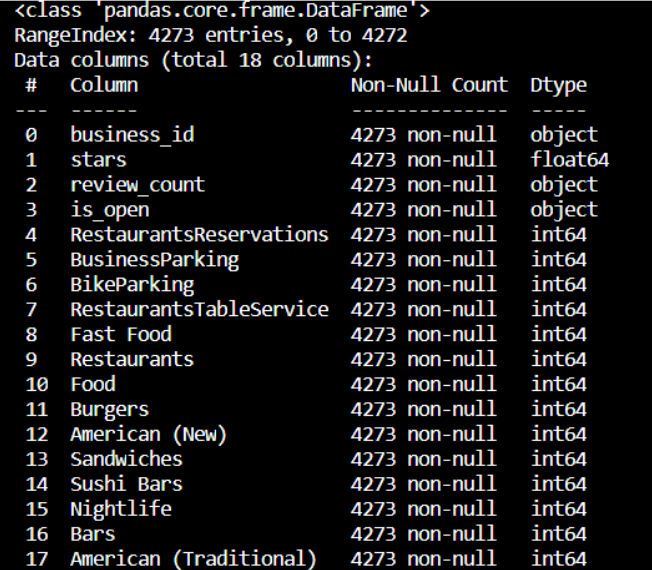 <class 'pandas.core.frame.DataFrame'>
RangeIndex: 4273 entries, 0 to 4272
Data columns (total 18 columns):
 #   Column                   Non-Null Count  Dtype
---  ------                   --------------  -----
 0   business_id              4273 non-null   object
 1   stars                    4273 non-null   float64
 2   review_count             4273 non-null   object
 3   is_open                  4273 non-null   object
 4   RestaurantsReservations  4273 non-null   int64
 5   BusinessParking          4273 non-null   int64
 6   BikeParking              4273 non-null   int64
 7   RestaurantsTableService  4273 non-null   int64
 8   Fast Food                4273 non-null   int64
 9   Restaurants              4273 non-null   int64
 10  Food                     4273 non-null   int64
 11  Burgers                  4273 non-null   int64
 12  American (New)           4273 non-null   int64
 13  Sandwiches               4273 non-null   int64
 14  Sushi Bars               4273 non-null   int64
 15  Nightlife                4273 non-null   int64
 16  Bars                     4273 non-null   int64
 17  American (Traditional)   4273 non-null   int64